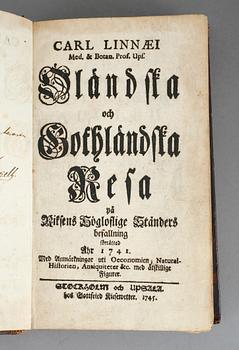 CARL LINNÆI
Med. & Botan. Prof. Ups.
Öländska
och
Gothländska
Resa
på
Riksens Högloflige Ständers
befallning
förrättad
Åhr 1741.
Med Anmärkningar uti Oeconomien, Natural-
Historien, Antiquiteter &c. med åtskillige
Figurer.
STOCKHOLM och UPSALA
hos Gottfried Kiesewetter. 1745.